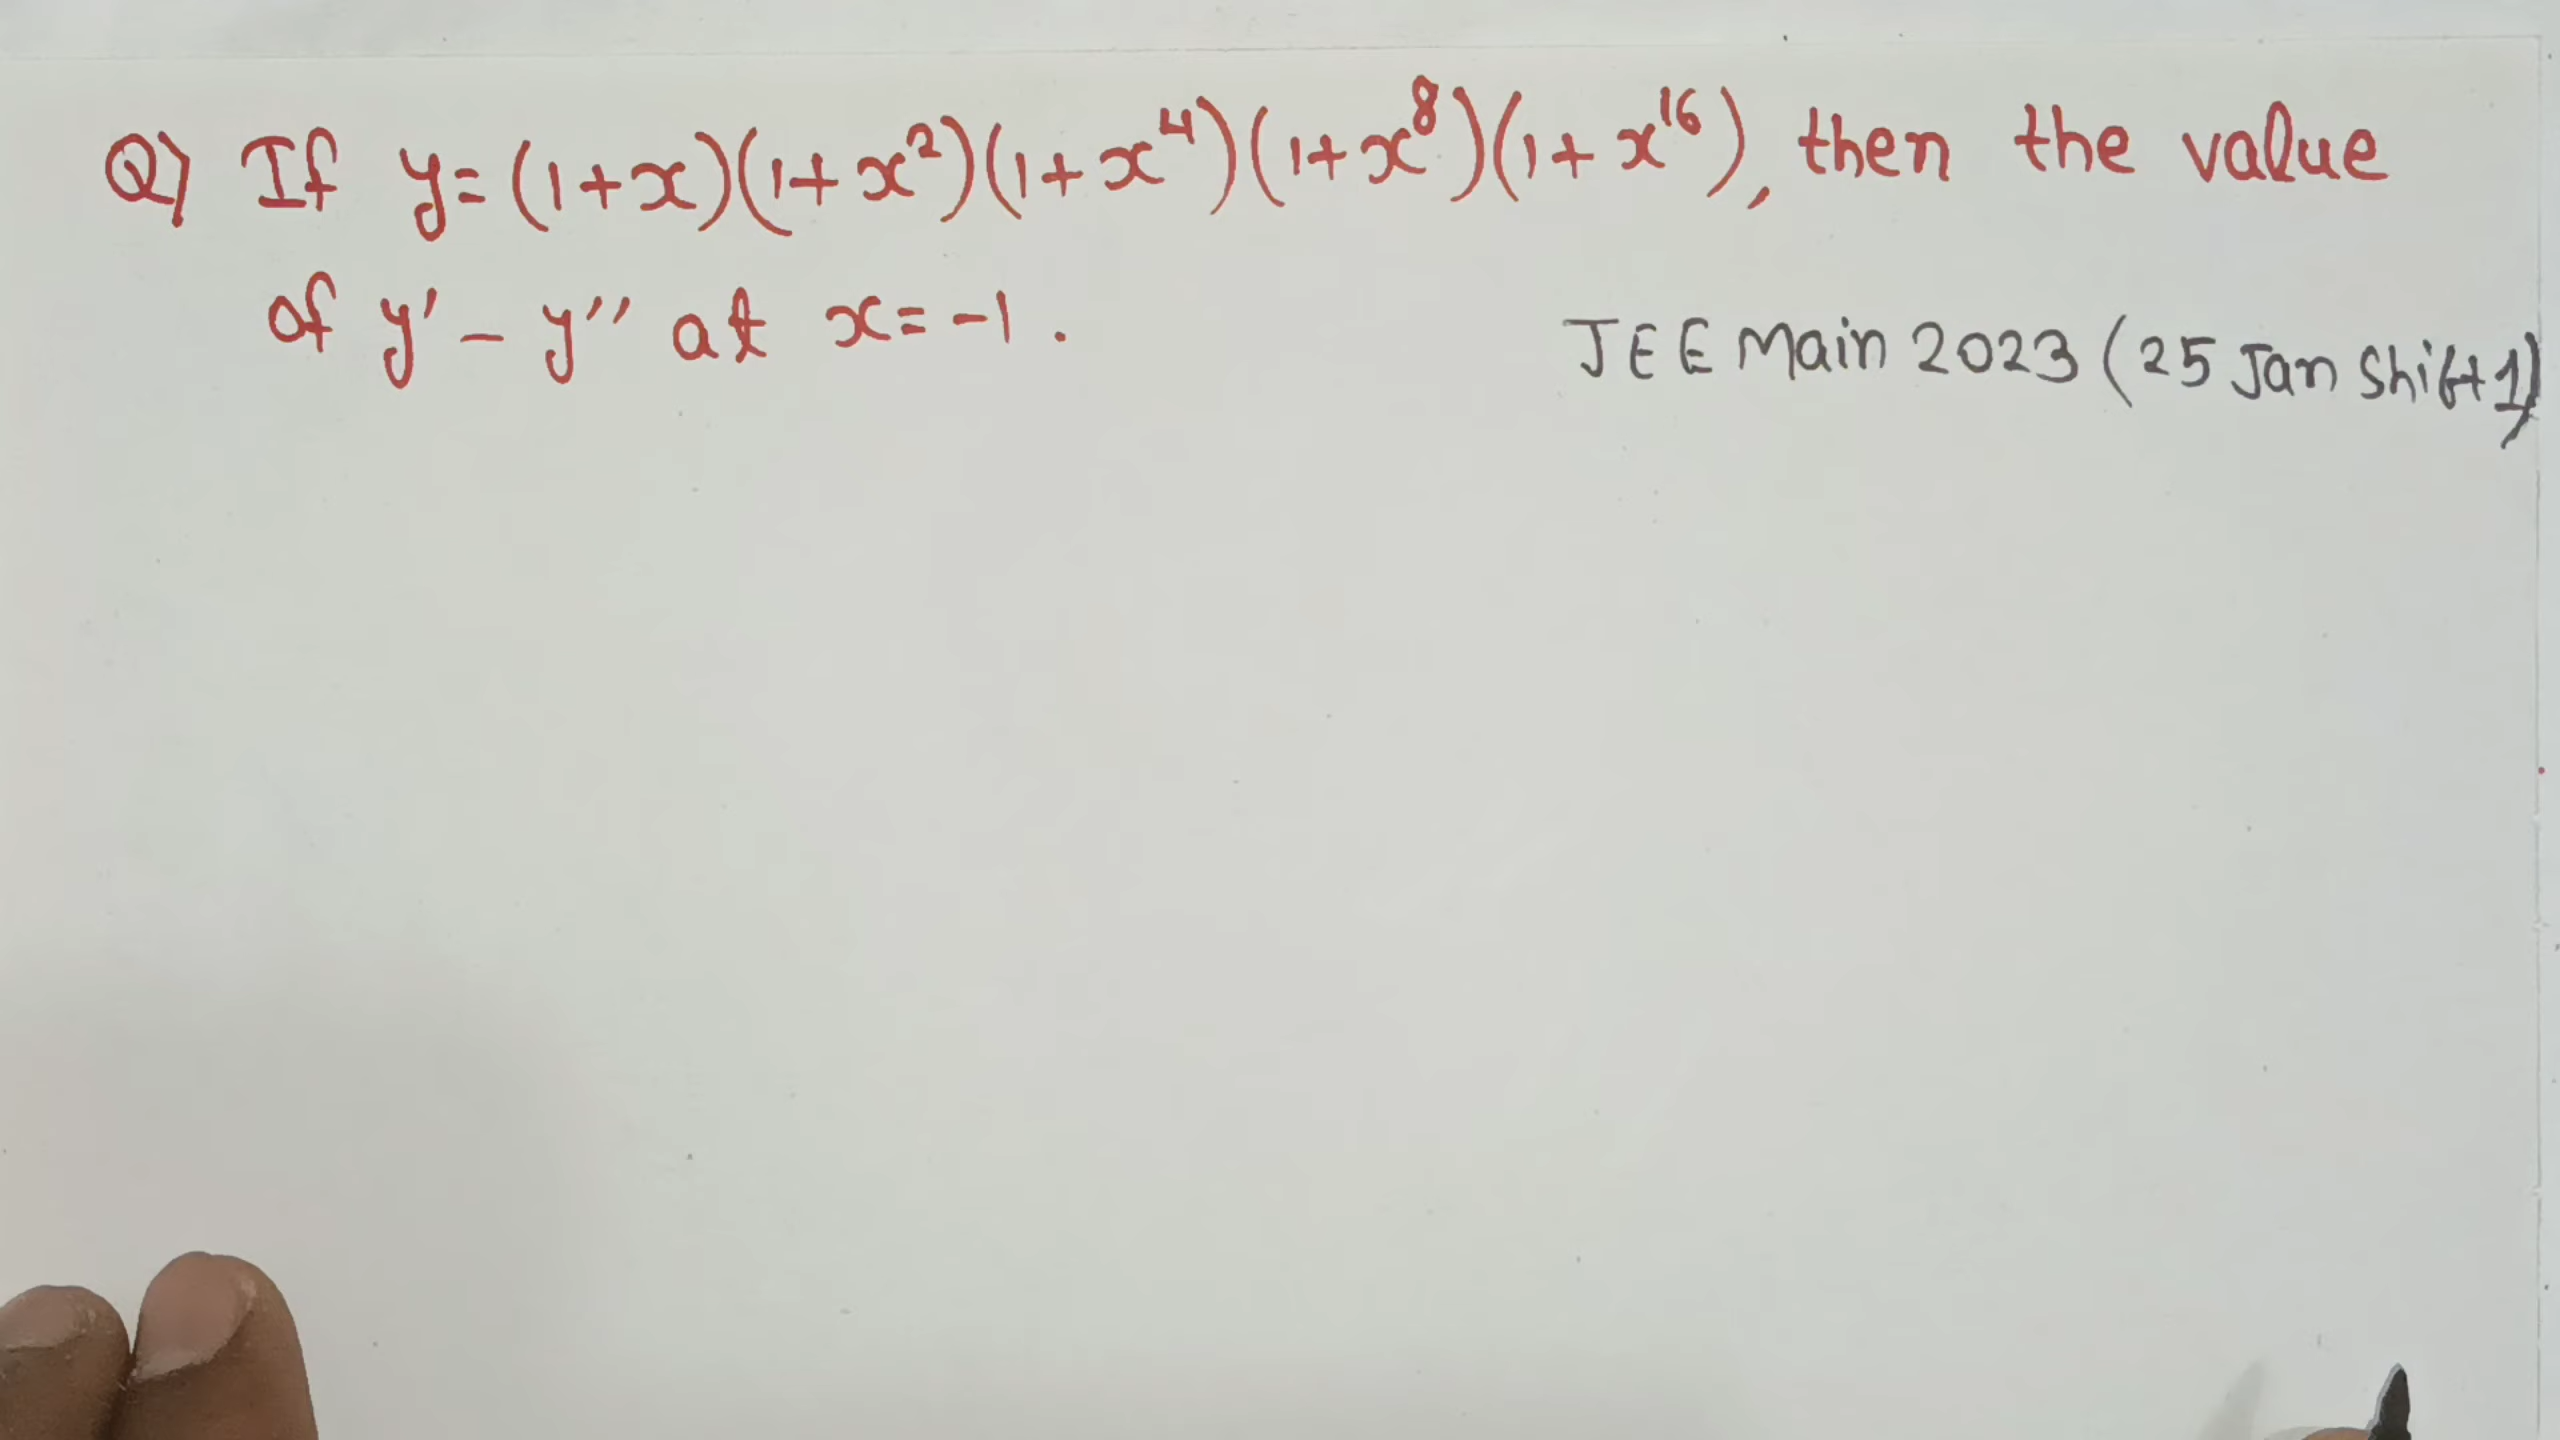 Q) If y=(1+x)(1+x²)(1+x⁴)(1+x⁸)(1+x¹⁶), then the value
of y' - y'' at x=-1.
JEE Main 2023 (25 Jan Shift 1)